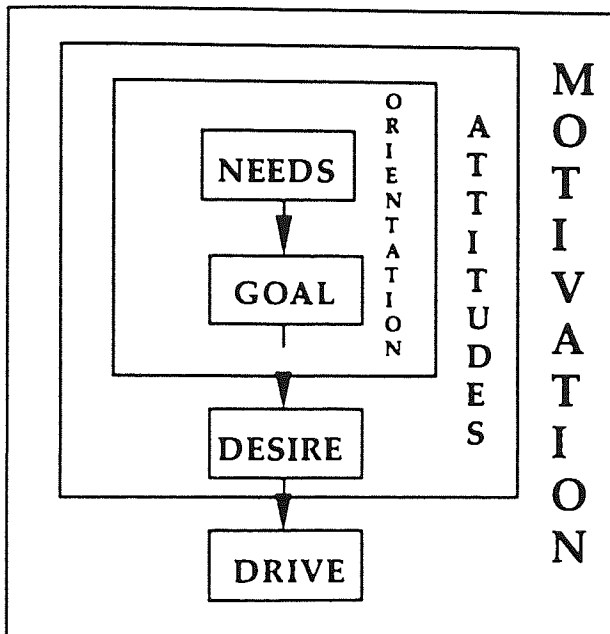 NEEDS
GOAL
DESIRE
DRIVE
ORIENTATION
ATTITUDES
MOTIVATION